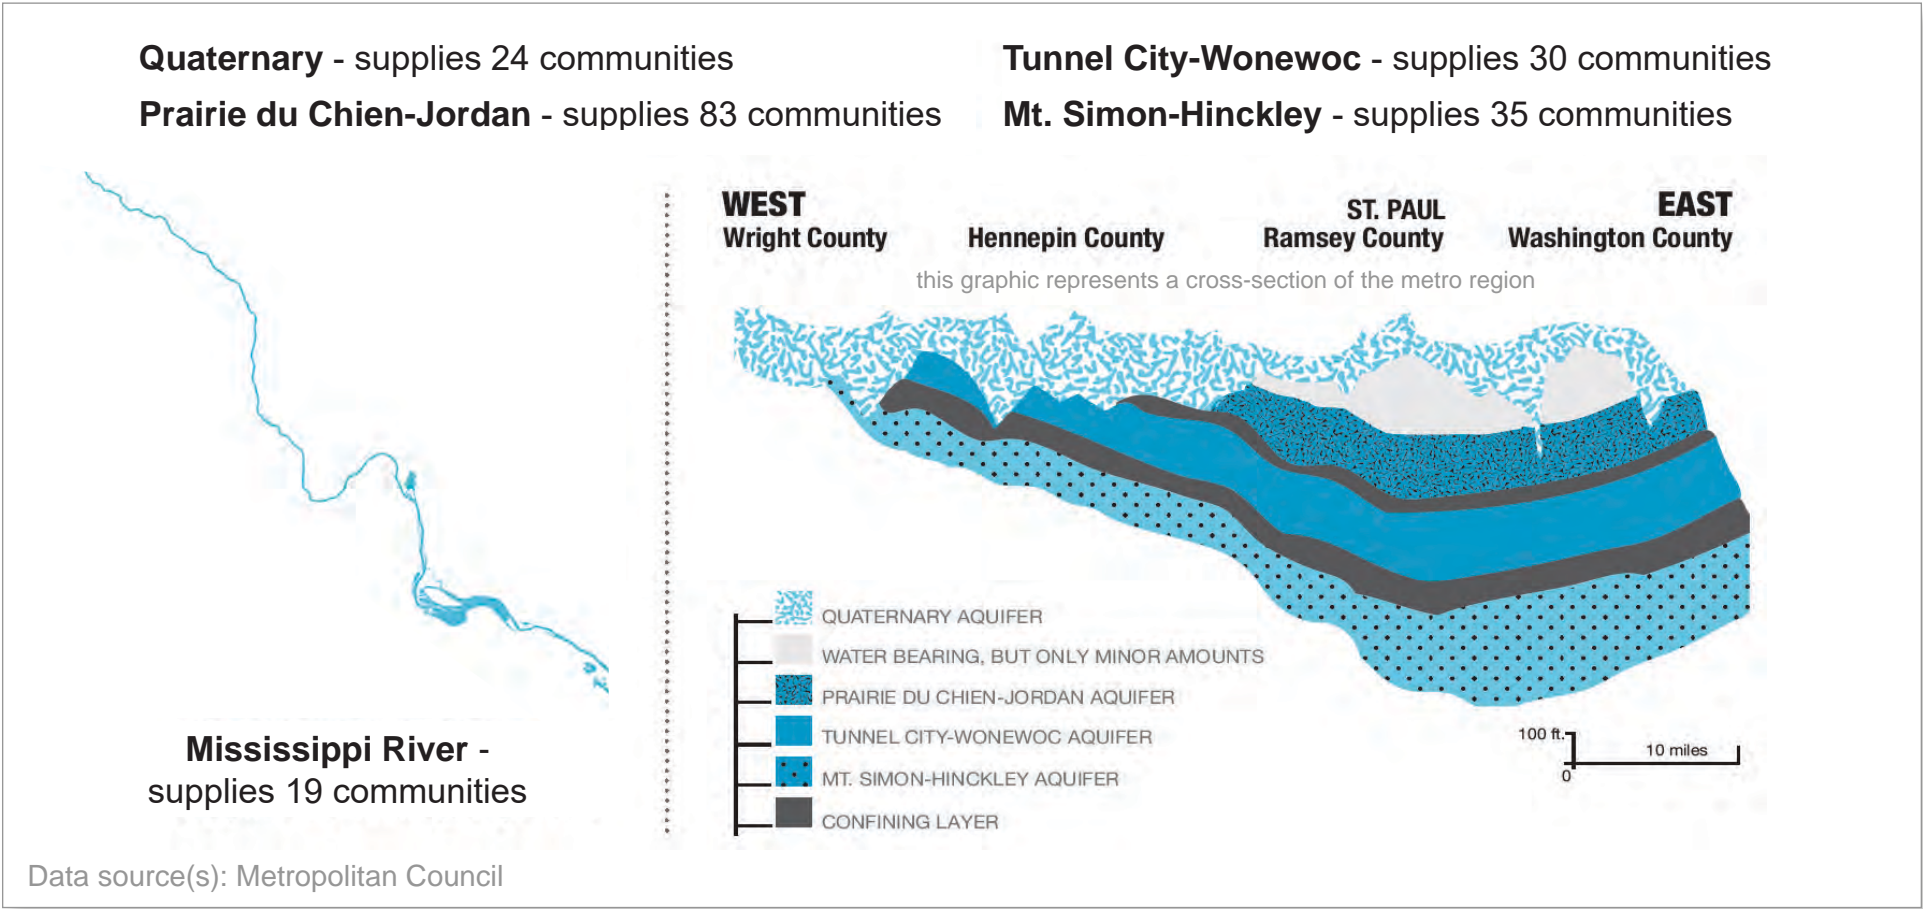 Quaternary - supplies 24 communities
Prairie du Chien-Jordan - supplies 83 communities
Tunnel City-Wonewoc - supplies 30 communities
Mt. Simon-Hinckley - supplies 35 communities
Mississippi River -
supplies 19 communities
WEST
Wright County
Hennepin County
ST. PAUL
Ramsey County
EAST
Washington County
this graphic represents a cross-section of the metro region
QUATERNARY AQUIFER
WATER BEARING, BUT ONLY MINOR AMOUNTS
PRAIRIE DU CHIEN-JORDAN AQUIFER
TUNNEL CITY-WONEWOC AQUIFER
MT. SIMON-HINCKLEY AQUIFER
CONFINING LAYER
100 ft.
10 miles
0
Data source(s): Metropolitan Council